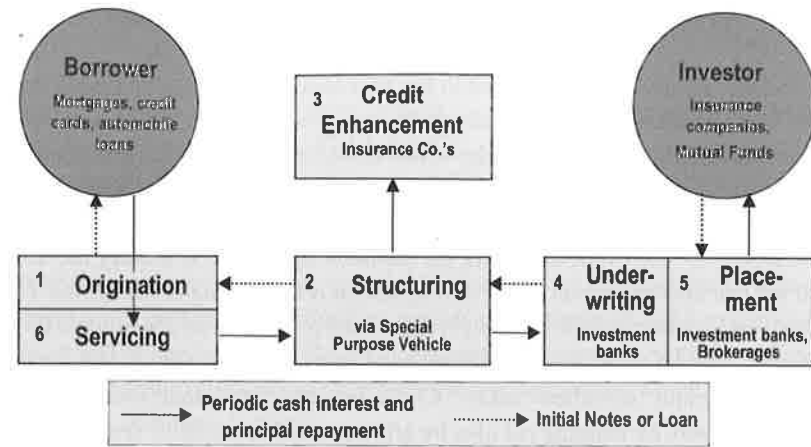 Borrower
Mortgages, credit
cards, automobile
loans
3 Credit
Enhancement
Insurance Co.'s
Investor
Insurance
companies,
Mutual Funds
1 Origination
6 Servicing
2 Structuring
via Special
Purpose Vehicle
4 Under-
writing
Investment
banks
5 Place-
ment
Investment banks,
Brokerages
Periodic cash interest and
principal repayment
Initial Notes or Loan